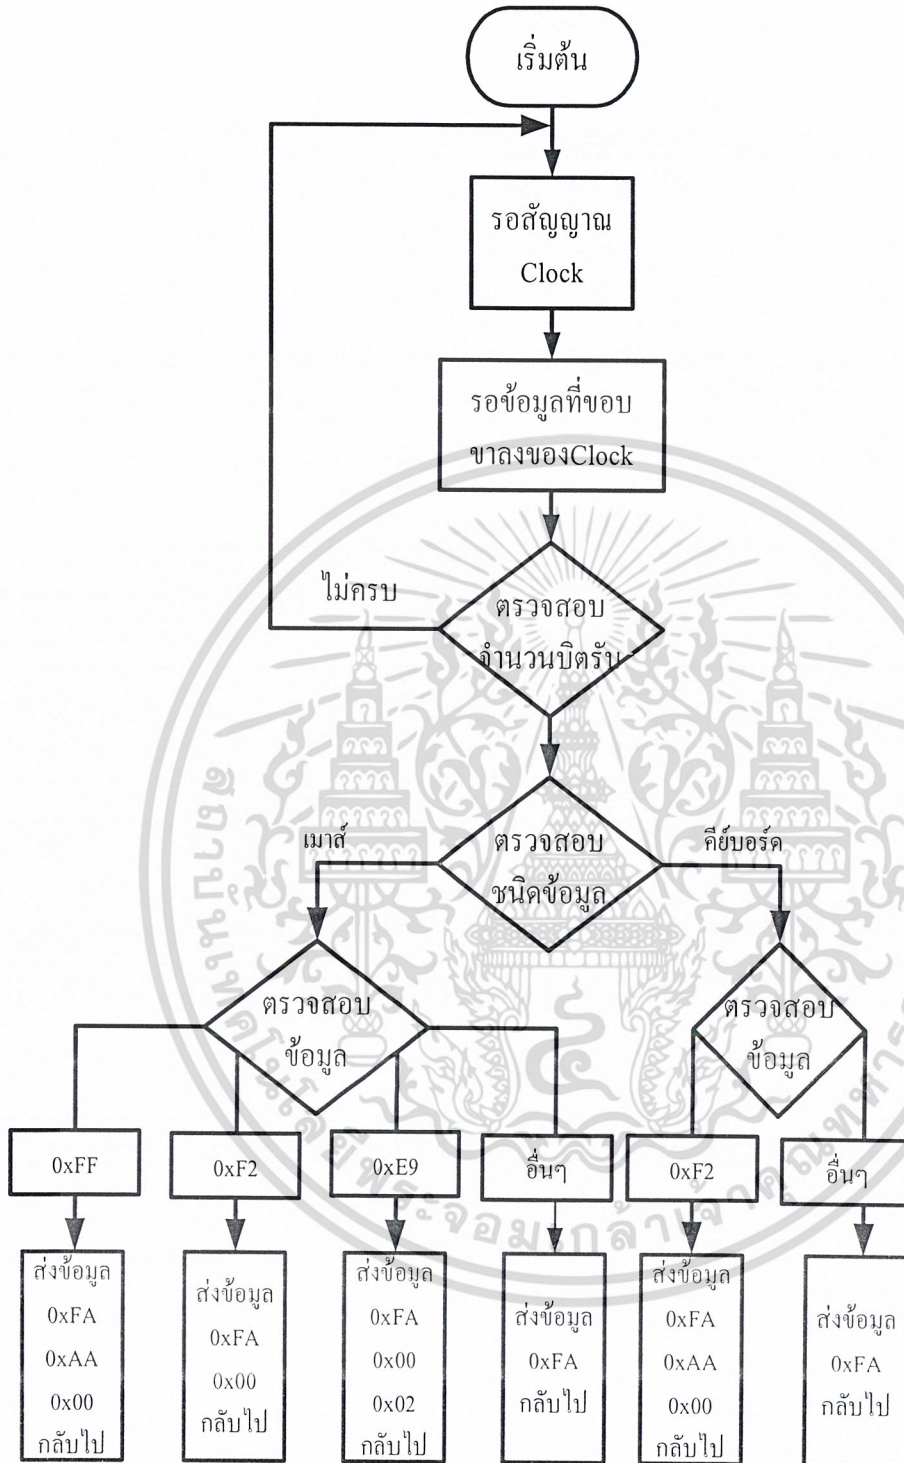 เริ่มต้น
รอสัญญาณ
Clock
รอข้อมูลที่ขอบ
ขาลงของClock
ไม่ครบ
ตรวจสอบ
จำนวนบิตรับ
เมาส์
ตรวจสอบ
ชนิดข้อมูล
คีย์บอร์ด
ตรวจสอบ
ข้อมูล
ตรวจสอบ
ข้อมูล
0xFF
0xF2
0xE9
อื่นๆ
0xF2
อื่นๆ
ส่งข้อมูล
0xFA
0xAA
0x00
กลับไป
ส่งข้อมูล
0xFA
0x00
กลับไป
ส่งข้อมูล
0xFA
0x00
0x02
กลับไป
ส่งข้อมูล
0xFA
กลับไป
ส่งข้อมูล
0xFA
0xAA
0x00
กลับไป
ส่งข้อมูล
0xFA
กลับไป